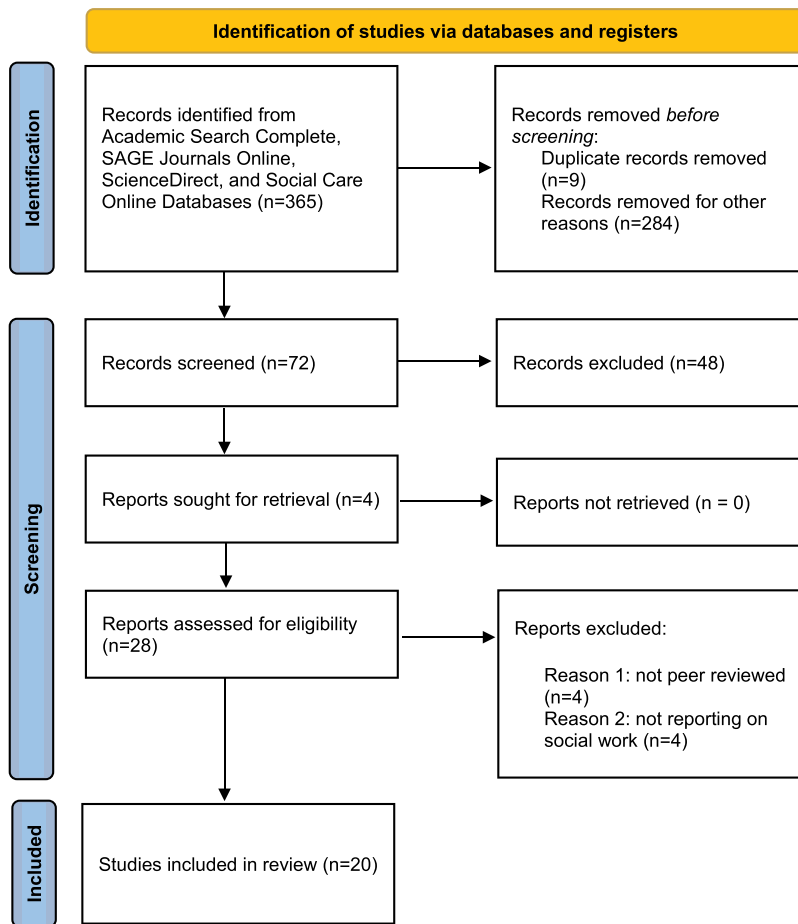 Identification of studies via databases and registers
Identification
Records identified from
Academic Search Complete,
SAGE Journals Online,
ScienceDirect, and Social Care
Online Databases (n=365)
Records removed before
screening:
Duplicate records removed
(n=9)
Records removed for other
reasons (n=284)
Screening
Records screened (n=72)
Records excluded (n=48)
Reports sought for retrieval (n=4)
Reports not retrieved (n = 0)
Reports assessed for eligibility
(n=28)
Reports excluded:
Reason 1: not peer reviewed
(n=4)
Reason 2: not reporting on
social work (n=4)
Included
Studies included in review (n=20)